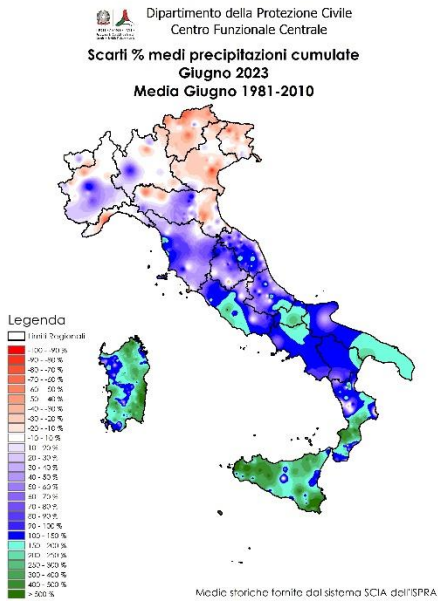 Dipartimento della Protezione Civile
Centro Funzionale Centrale
Scarti % medi precipitazioni cumulate
Giugno 2023
Media Giugno 1981-2010
Legenda
Limiti Regionali
-100 - -90 %
-90 - -80 %
-80 - -70 %
-70 - -60 %
-40 - -30 %
-30 - -20 %
-20 - -10 %
-10 - 10 %
10 - 20 %
20 - 30 %
30 - 40 %
40 - 50 %
50 - 60 %
60 - 70 %
70 - 80 %
80 - 90 %
90 - 100 %
100 - 150 %
150 - 200 %
200 - 250 %
250 - 300 %
300 - 400 %
400 - 500 %
> 500 %
Medie storiche fornite dal sistema SCIA dell'ISPRA